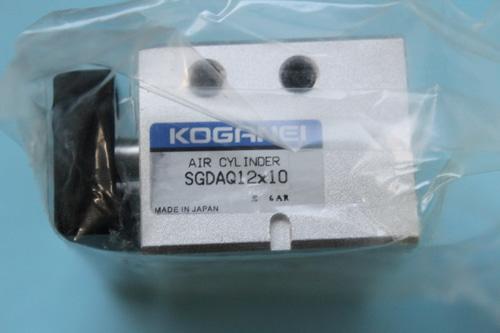 KOGANEI
AIR CYLINDER
SGDAQ12x10
MADE IN JAPAN